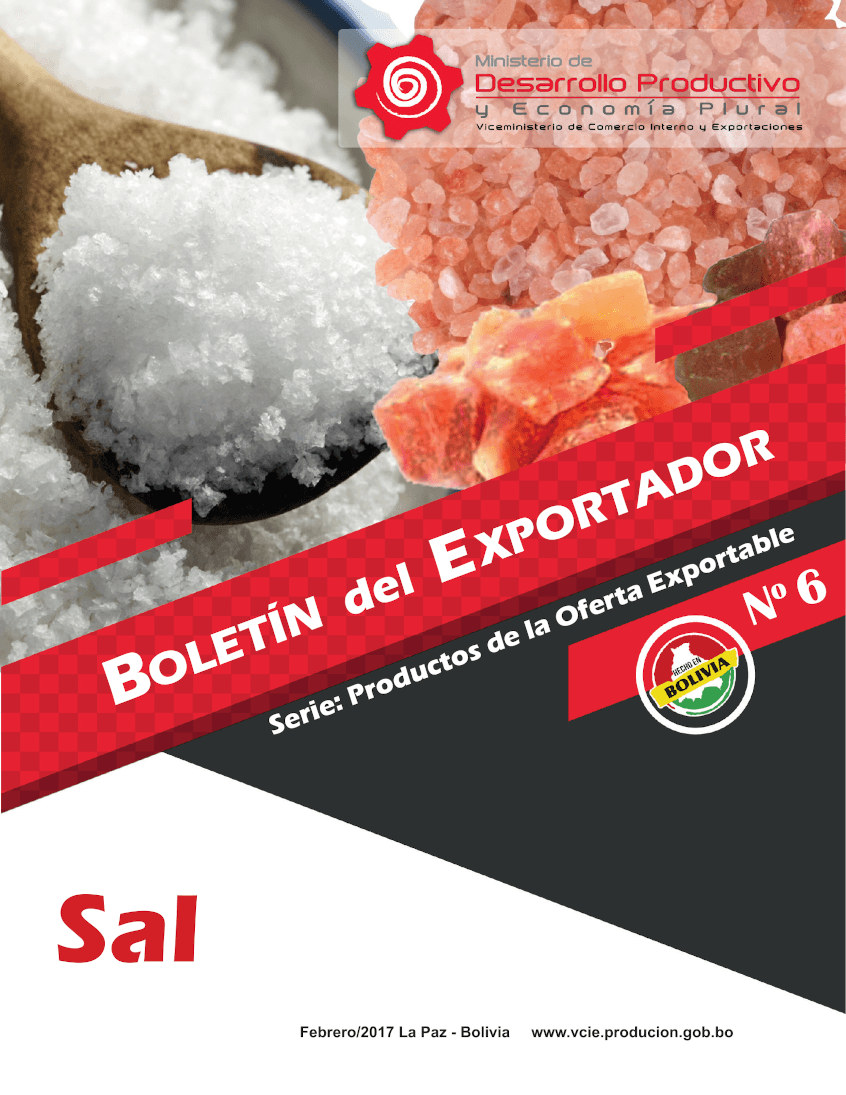 Ministerio de
Desarrollo Productivo
y Economía Plural
Viceministerio de Comercio Interno y Exportaciones
BOLETÍN del EXPORTADOR
Serie: Productos de la Oferta Exportable
Nº 6
HECHO EN
BOLIVIA
Sal
Febrero/2017 La Paz - Bolivia www.vcie.producion.gob.bo